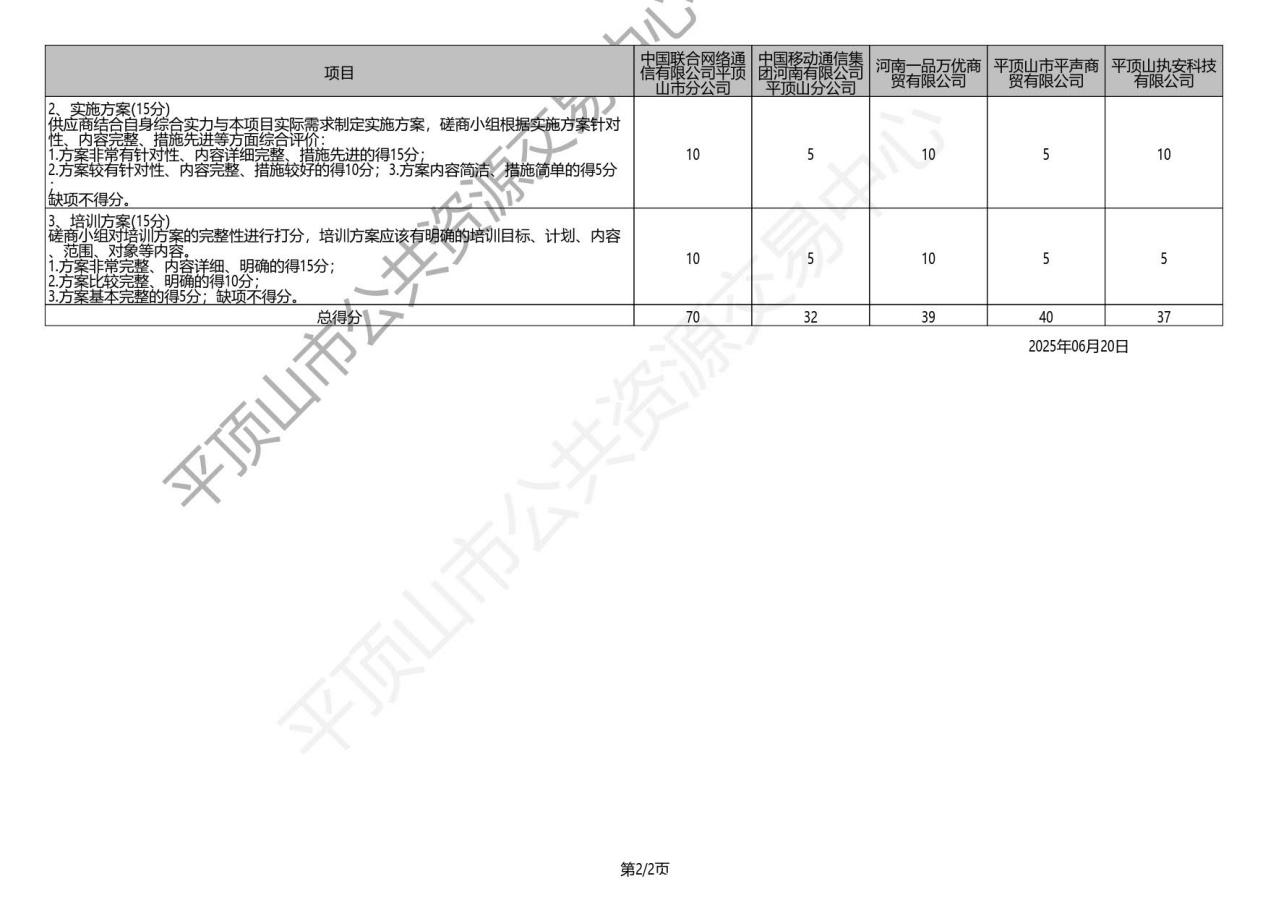 项目
中国联合网络通
信有限公司平顶
山市分公司
中国移动通信集
团河南有限公司
平顶山分公司
河南一品万优商
贸有限公司
平顶山市平声商
贸有限公司
平顶山执安科技
有限公司
2、实施方案(15分)
供应商结合自身综合实力与本项目实际需求制定实施方案，磋商小组根据实施方案针对
性、内容完整、措施先进等方面综合评价：
1.方案非常有针对性、内容详细完整、措施先进的得15分；
2.方案较有针对性、内容完整、措施较好的得10分；3.方案内容简洁、措施简单的得5分
；
缺项不得分。
10
5
10
5
10
3、培训方案(15分)
磋商小组对培训方案的完整性进行打分，培训方案应该有明确的培训目标、计划、内容
、范围、对象等内容。
1.方案非常完整、内容详细、明确的得15分；
2.方案比较完整、明确的得10分；
3.方案基本完整的得5分；缺项不得分。
10
5
10
5
5
总得分
70
32
39
40
37
2025年06月20日
平顶山市公共资源交易中心
平顶山市公共资源交易中心
第2/2页